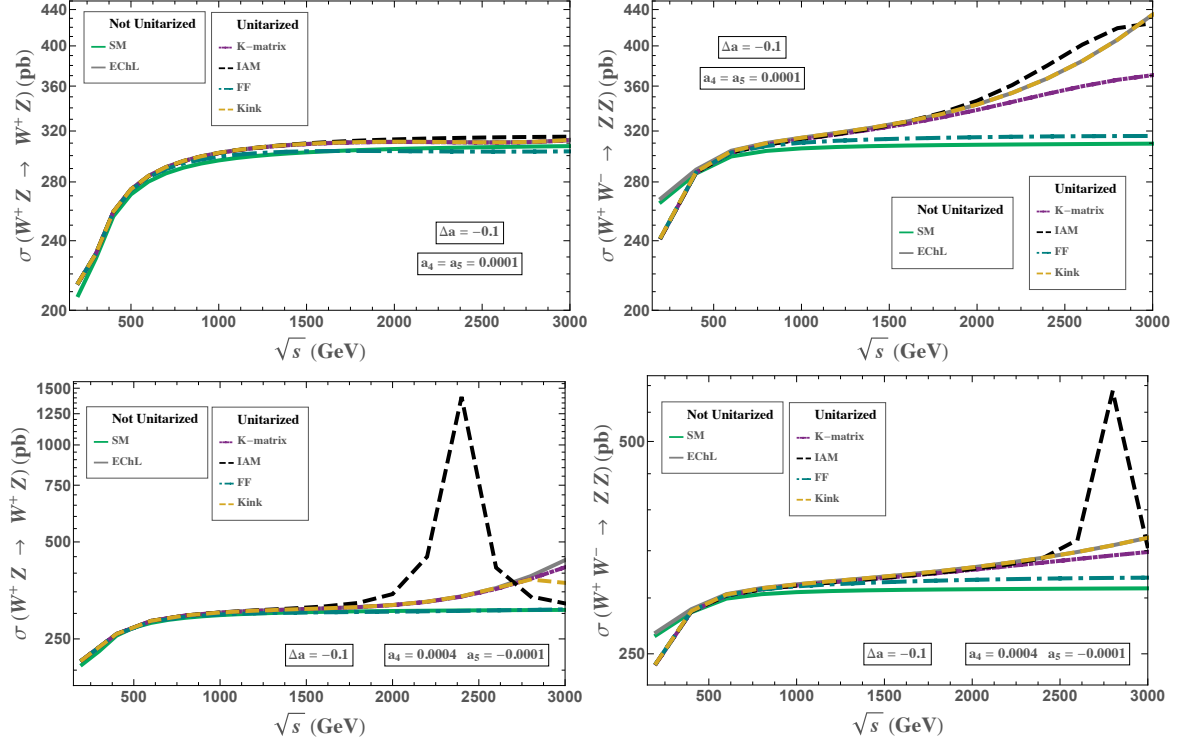 σ (W⁺ Z → W⁺ Z) (pb)
440
400
360
320
280
240
200
Not Unitarized
SM
EChL
Unitarized
K−matrix
IAM
FF
Kink
Δa = −0.1
a₄ = a₅ = 0.0001
500 1000 1500 2000 2500 3000
√s (GeV)
σ (W⁺ W⁻ → Z Z) (pb)
440
400
360
320
280
240
200
Δa = −0.1
a₄ = a₅ = 0.0001
Not Unitarized
SM
EChL
Unitarized
K−matrix
IAM
FF
Kink
500 1000 1500 2000 2500 3000
√s (GeV)
σ (W⁺ Z → W⁺ Z) (pb)
1500
1250
1000
750
500
250
Not Unitarized
SM
EChL
Unitarized
K−matrix
IAM
FF
Kink
Δa = −0.1
a₄ = 0.0004 a₅ = −0.0001
500 1000 1500 2000 2500 3000
√s (GeV)
σ (W⁺ W⁻ → Z Z) (pb)
500
250
Not Unitarized
SM
EChL
Unitarized
K−matrix
IAM
FF
Kink
Δa = −0.1
a₄ = 0.0004 a₅ = −0.0001
500 1000 1500 2000 2500 3000
√s (GeV)